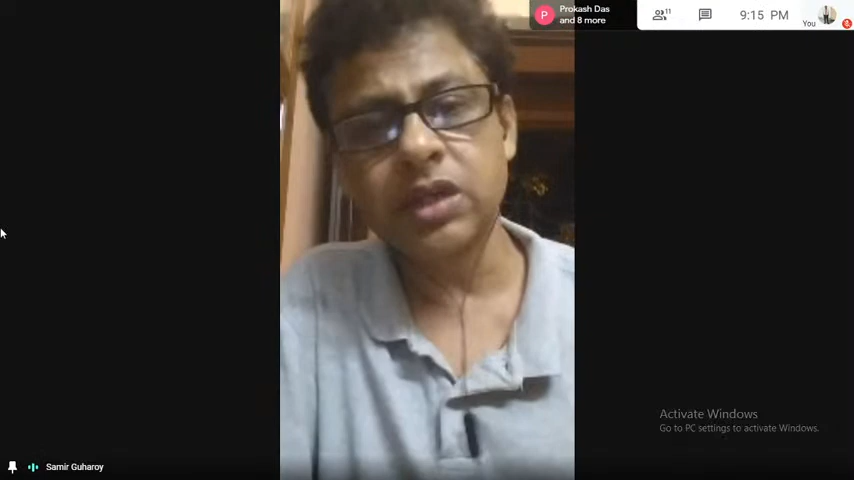 P
Prokash Das
and 8 more
11
9:15 PM
You
Activate Windows
Go to PC settings to activate Windows.
Samir Guharoy